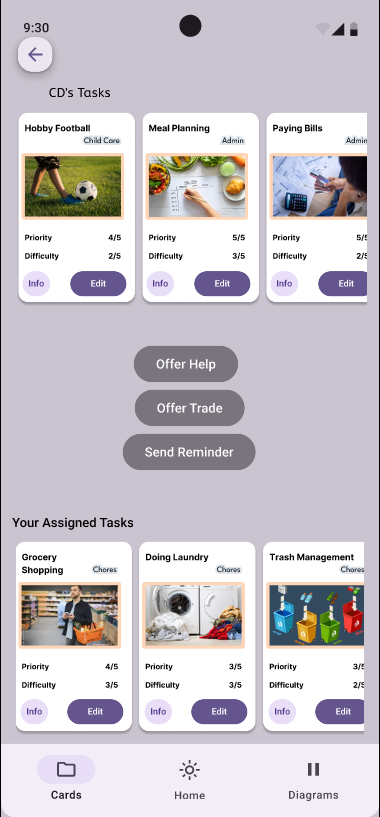 9:30
CD's Tasks
Hobby Football
Child Care
Priority 4/5
Difficulty 2/5
Info Edit
Meal Planning
Admin
Priority 5/5
Difficulty 3/5
Info Edit
Paying Bills
Admin
Priority 5/5
Difficulty 2/5
Info Edit
Offer Help
Offer Trade
Send Reminder
Your Assigned Tasks
Grocery
Shopping
Chores
Priority 4/5
Difficulty 3/5
Info Edit
Doing Laundry
Chores
Priority 3/5
Difficulty 3/5
Info Edit
Trash Management
Chores
Priority 3/5
Difficulty 2/5
Info Edit
Cards Home Diagrams